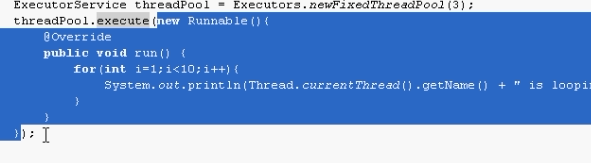 ExecutorService threadPool = Executors.newFixedThreadPool(3);
threadPool.execute(new Runnable(){
@Override
public void run() {
for(int i=1;i<10;i++){
System.out.println(Thread.currentThread().getName() + " is loopin
}
}
});